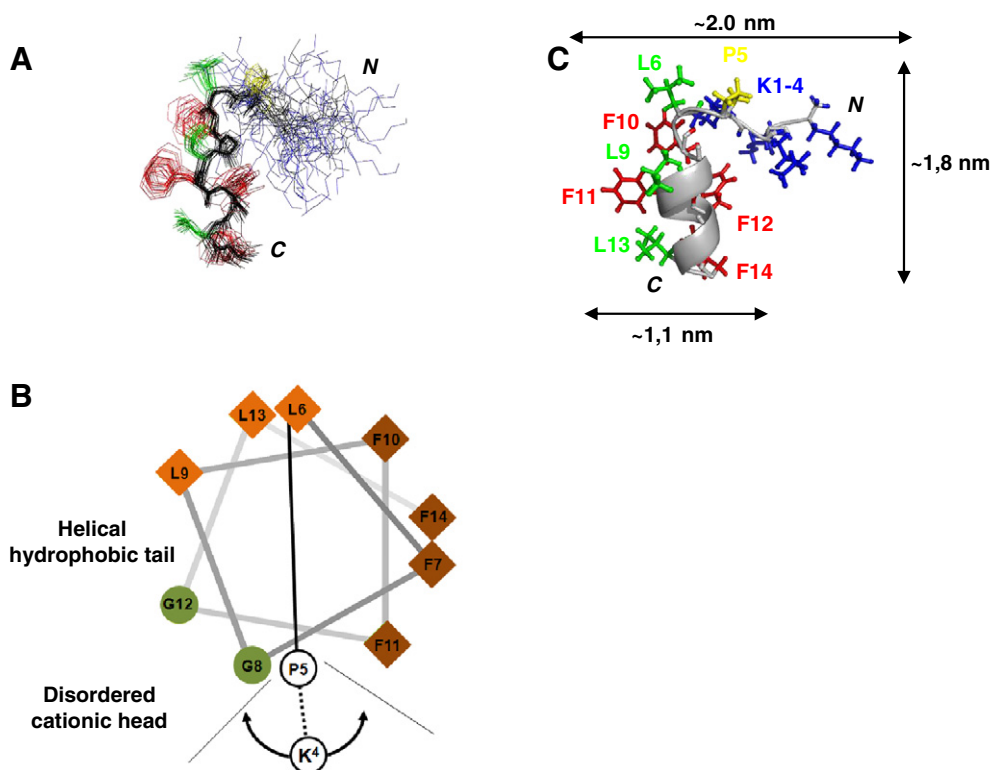 A
N
C
C
~2.0 nm
L6
P5
K1-4
N
F10
L9
F11
F12
L13
F14
C
~1,8 nm
~1,1 nm
B
L13
L6
F10
L9
F14
F7
G12
F11
G8
P5
K4
Helical
hydrophobic tail
Disordered
cationic head